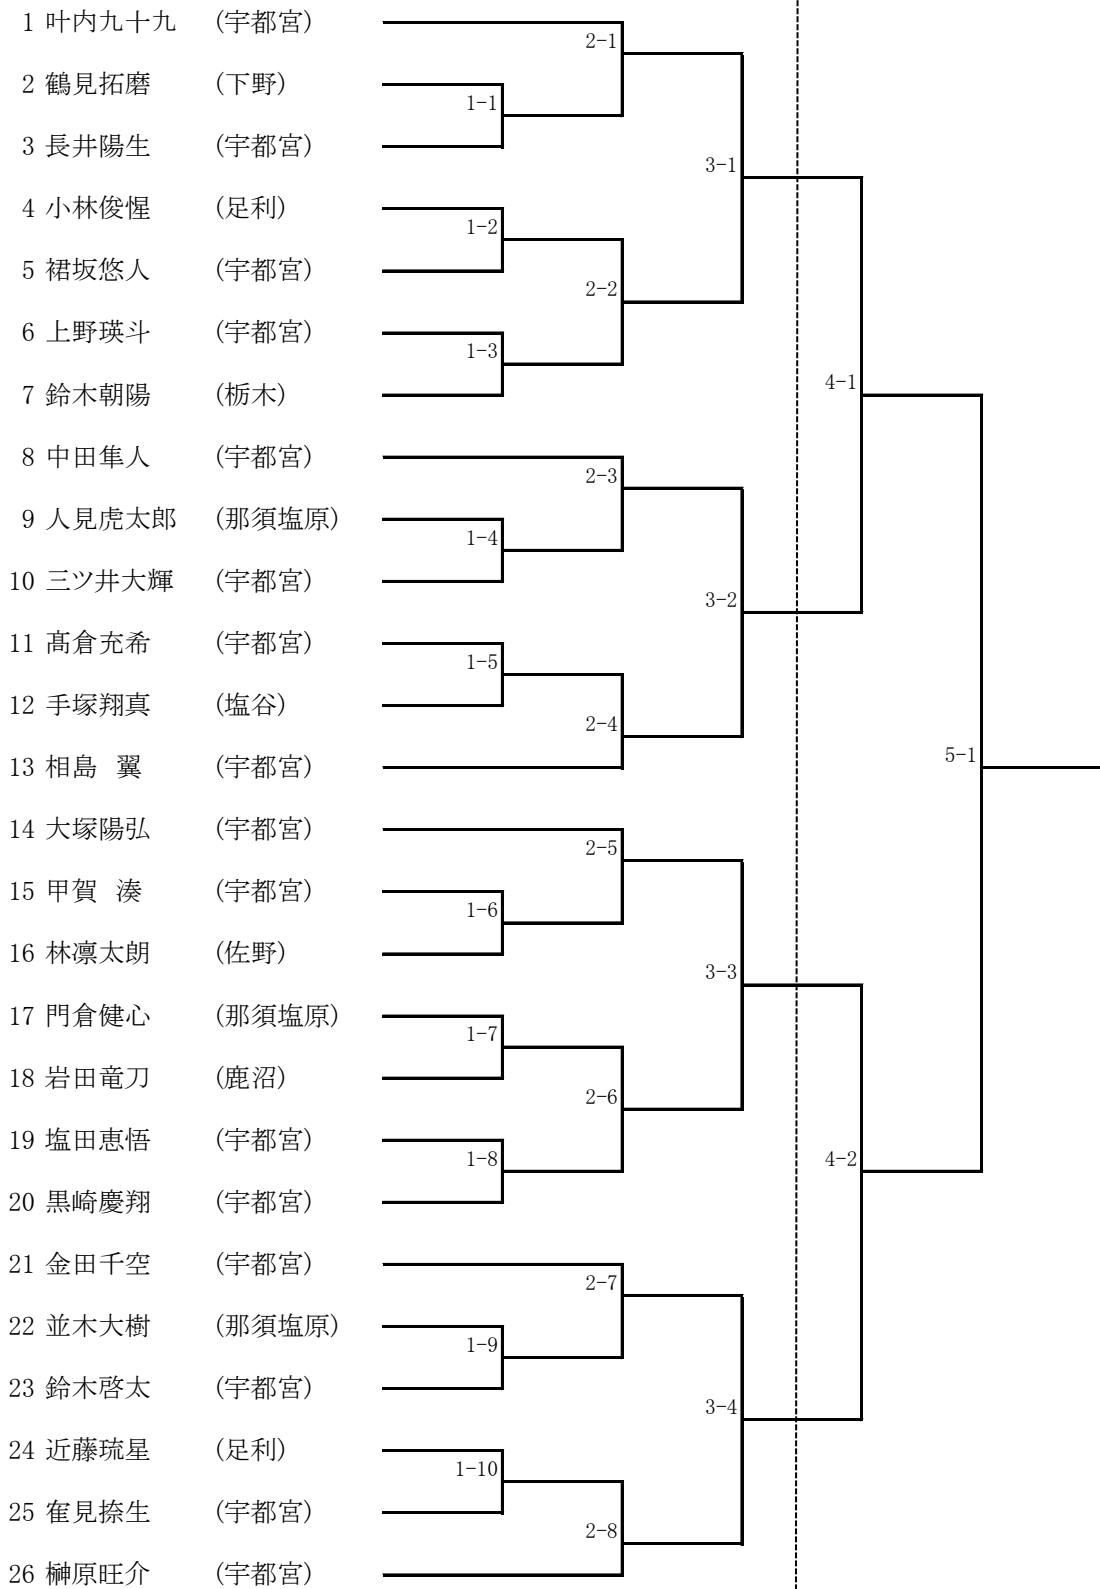 1 叶内九十九 (宇都宮)
2-1
2 鶴見拓磨 (下野)
1-1
3 長井陽生 (宇都宮)
3-1
4 小林俊惺 (足利)
1-2
5 裙坂悠人 (宇都宮)
2-2
6 上野瑛斗 (宇都宮)
1-3
7 鈴木朝陽 (栃木)
4-1
8 中田隼人 (宇都宮)
2-3
9 人見虎太郎 (那須塩原)
1-4
10 三ツ井大輝 (宇都宮)
3-2
11 髙倉充希 (宇都宮)
1-5
12 手塚翔真 (塩谷)
2-4
13 相島 翼 (宇都宮)
5-1
14 大塚陽弘 (宇都宮)
2-5
15 甲賀 湊 (宇都宮)
1-6
16 林凛太朗 (佐野)
3-3
17 門倉健心 (那須塩原)
1-7
18 岩田竜刀 (鹿沼)
2-6
19 塩田恵悟 (宇都宮)
1-8
4-2
20 黒崎慶翔 (宇都宮)
21 金田千空 (宇都宮)
2-7
22 並木大樹 (那須塩原)
1-9
23 鈴木啓太 (宇都宮)
3-4
24 近藤琉星 (足利)
1-10
25 寉見捺生 (宇都宮)
2-8
26 榊原旺介 (宇都宮)